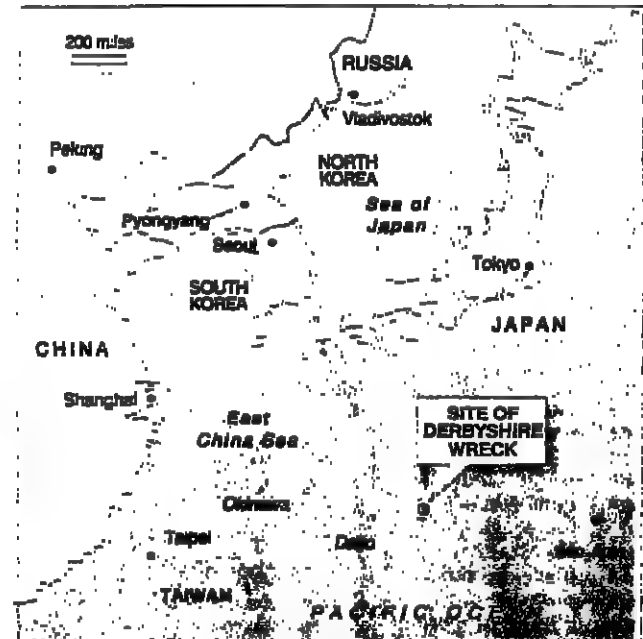 200 miles
RUSSIA
Vladivostok
Peking
NORTH
KOREA
Sea of
Japan
Pyongyang
Seoul
Tokyo
SOUTH
KOREA
JAPAN
CHINA
Shanghai
SITE OF
DERBYSHIRE
WRECK
East
China Sea
Okinawa
Taipei
Daito
TAIWAN
PACIFIC